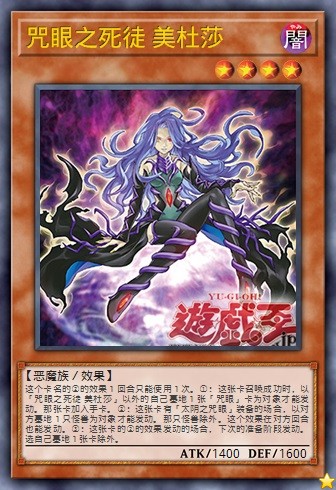 咒眼之死徒 美杜莎
闇
YU-GI-OH!
遊戯王
.jp
【恶魔族／效果】
这个卡名的①的效果１回合只能使用１次。①：这张卡召唤成功时，以
「咒眼之死徒 美杜莎」以外的自己墓地１张「咒眼」卡为对象才能发
动。那张卡加入手卡。②：这张卡有「太阴之咒眼」装备的场合，以对
方墓地１只怪兽为对象才能发动。那只怪兽除外。这个效果在对方回合
也能发动。③：这张卡的②的效果发动的场合，下次的准备阶段发动。
选自己墓地１张卡除外。
ATK/1400 DEF/1600